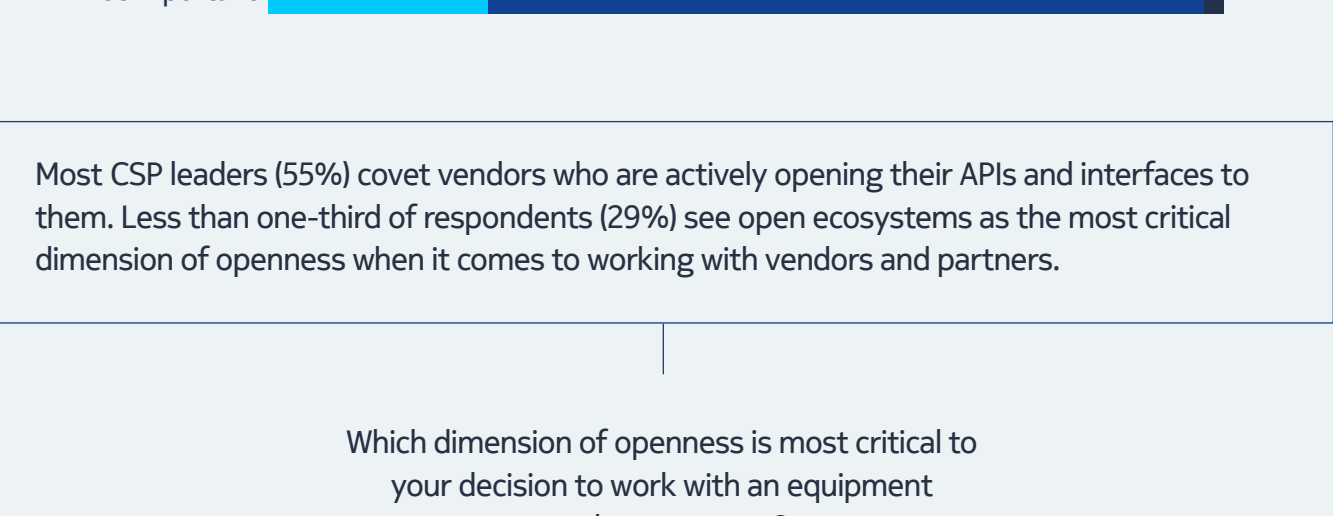 Most CSP leaders (55%) covet vendors who are actively opening their APIs and interfaces to
them. Less than one-third of respondents (29%) see open ecosystems as the most critical
dimension of openness when it comes to working with vendors and partners.
Which dimension of openness is most critical to
your decision to work with an equipment